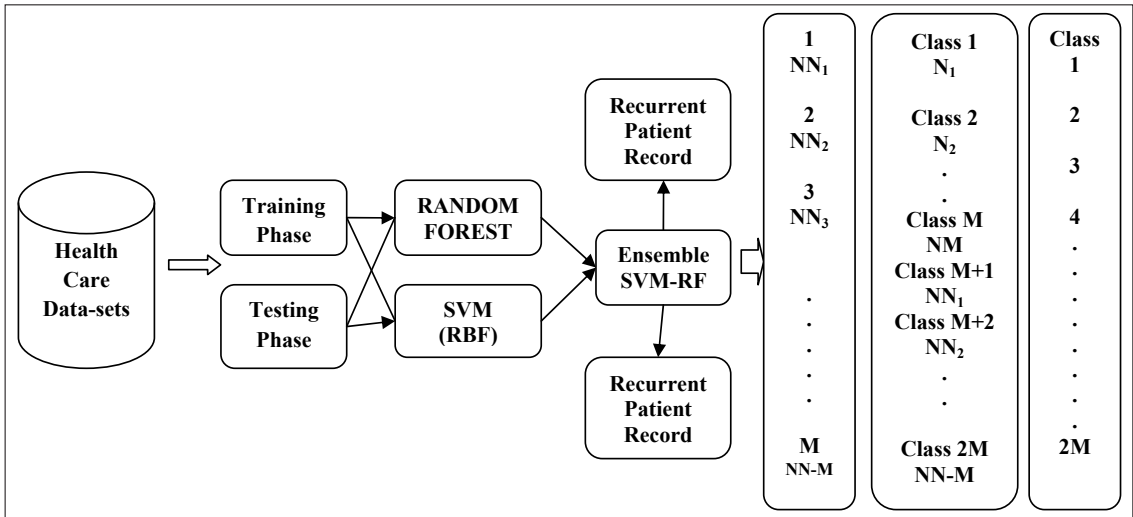 Health
Care
Data-sets
Training
Phase
Testing
Phase
RANDOM
FOREST
SVM
(RBF)
Recurrent
Patient
Record
Ensemble
SVM-RF
Recurrent
Patient
Record
1
NN₁
2
NN₂
3
NN₃
.
.
.
.
.
M
NN-M
Class 1
N₁
Class 2
N₂
.
.
Class M
NM
Class M+1
NN₁
Class M+2
NN₂
.
.
Class 2M
NN-M
Class
1
2
3
4
.
.
.
.
.
.
.
.
2M